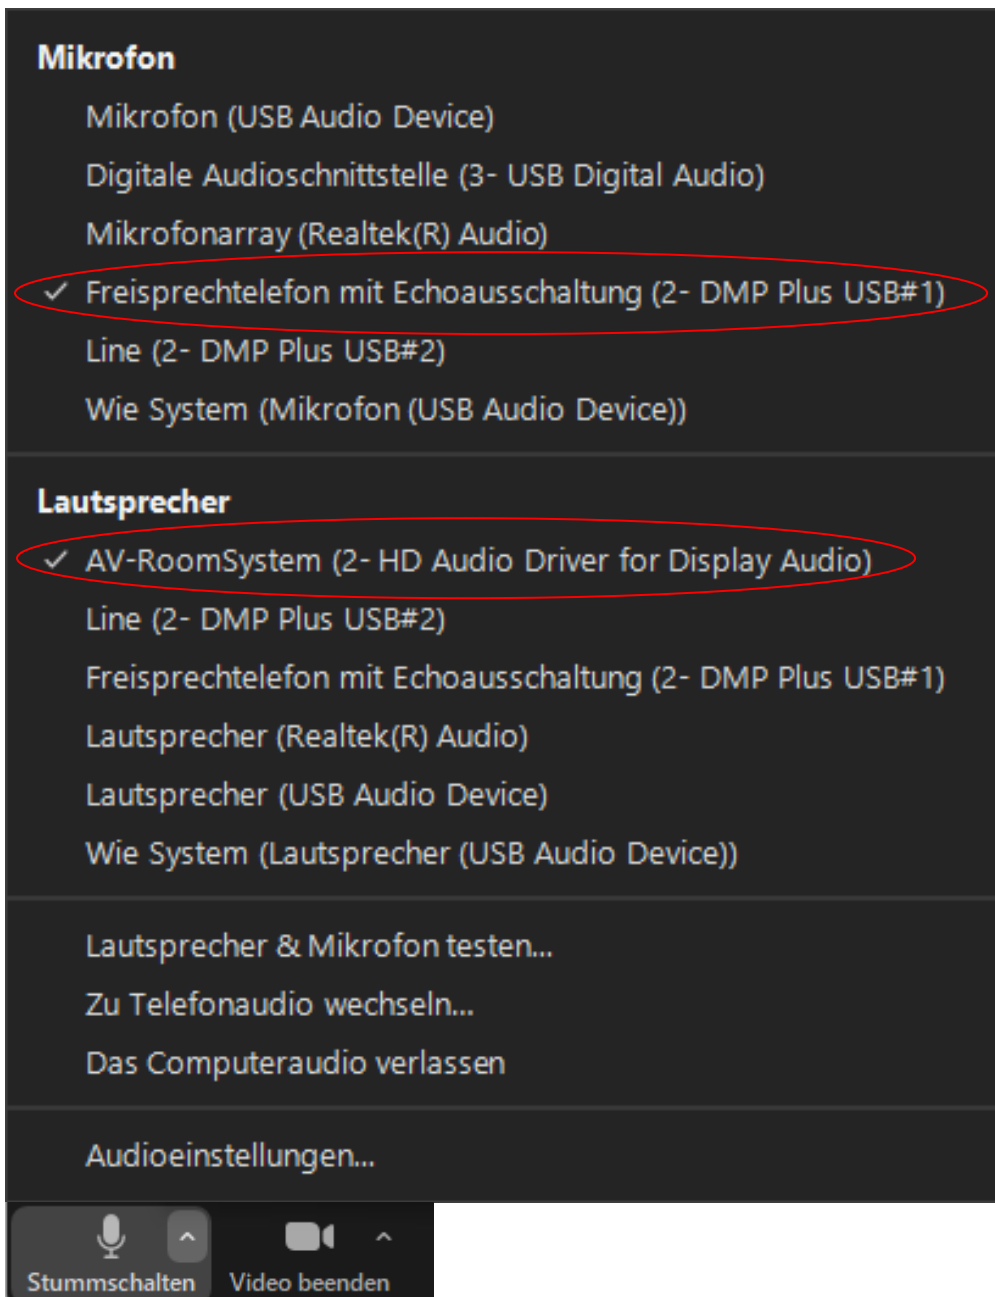 Mikrofon
Mikrofon (USB Audio Device)
Digitale Audioschnittstelle (3- USB Digital Audio)
Mikrofonarray (Realtek(R) Audio)
Freisprechtelefon mit Echoausschaltung (2- DMP Plus USB#1)
Line (2- DMP Plus USB#2)
Wie System (Mikrofon (USB Audio Device))
Lautsprecher
AV-RoomSystem (2- HD Audio Driver for Display Audio)
Line (2- DMP Plus USB#2)
Freisprechtelefon mit Echoausschaltung (2- DMP Plus USB#1)
Lautsprecher (Realtek(R) Audio)
Lautsprecher (USB Audio Device)
Wie System (Lautsprecher (USB Audio Device))
Lautsprecher & Mikrofon testen...
Zu Telefonaudio wechseln...
Das Computeraudio verlassen
Audioeinstellungen...
Stummschalten Video beenden